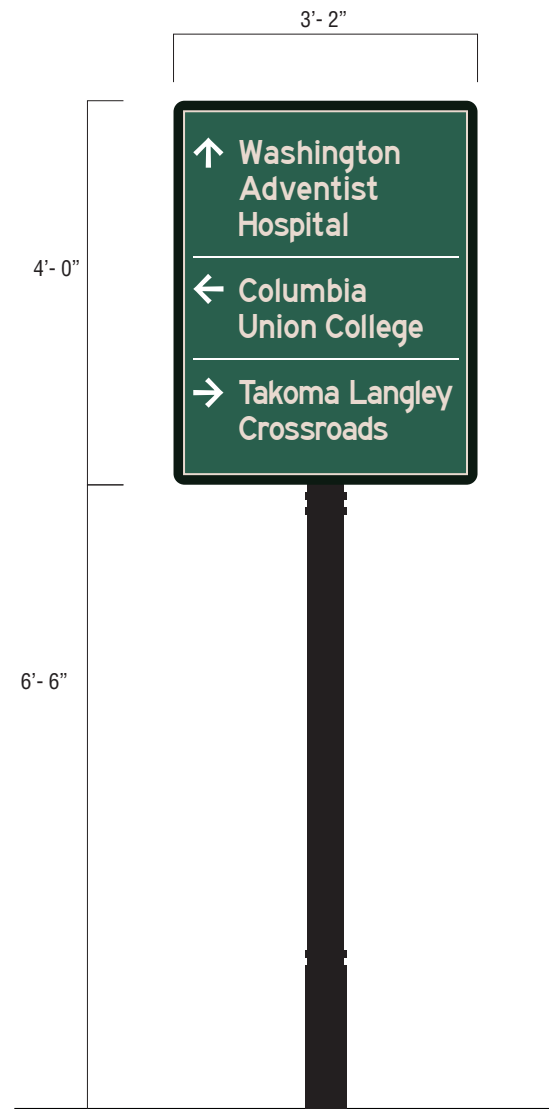 3’- 2”
Washington
Adventist
Hospital
4’- 0”
Columbia
Union College
Takoma Langley
Crossroads
6’- 6”